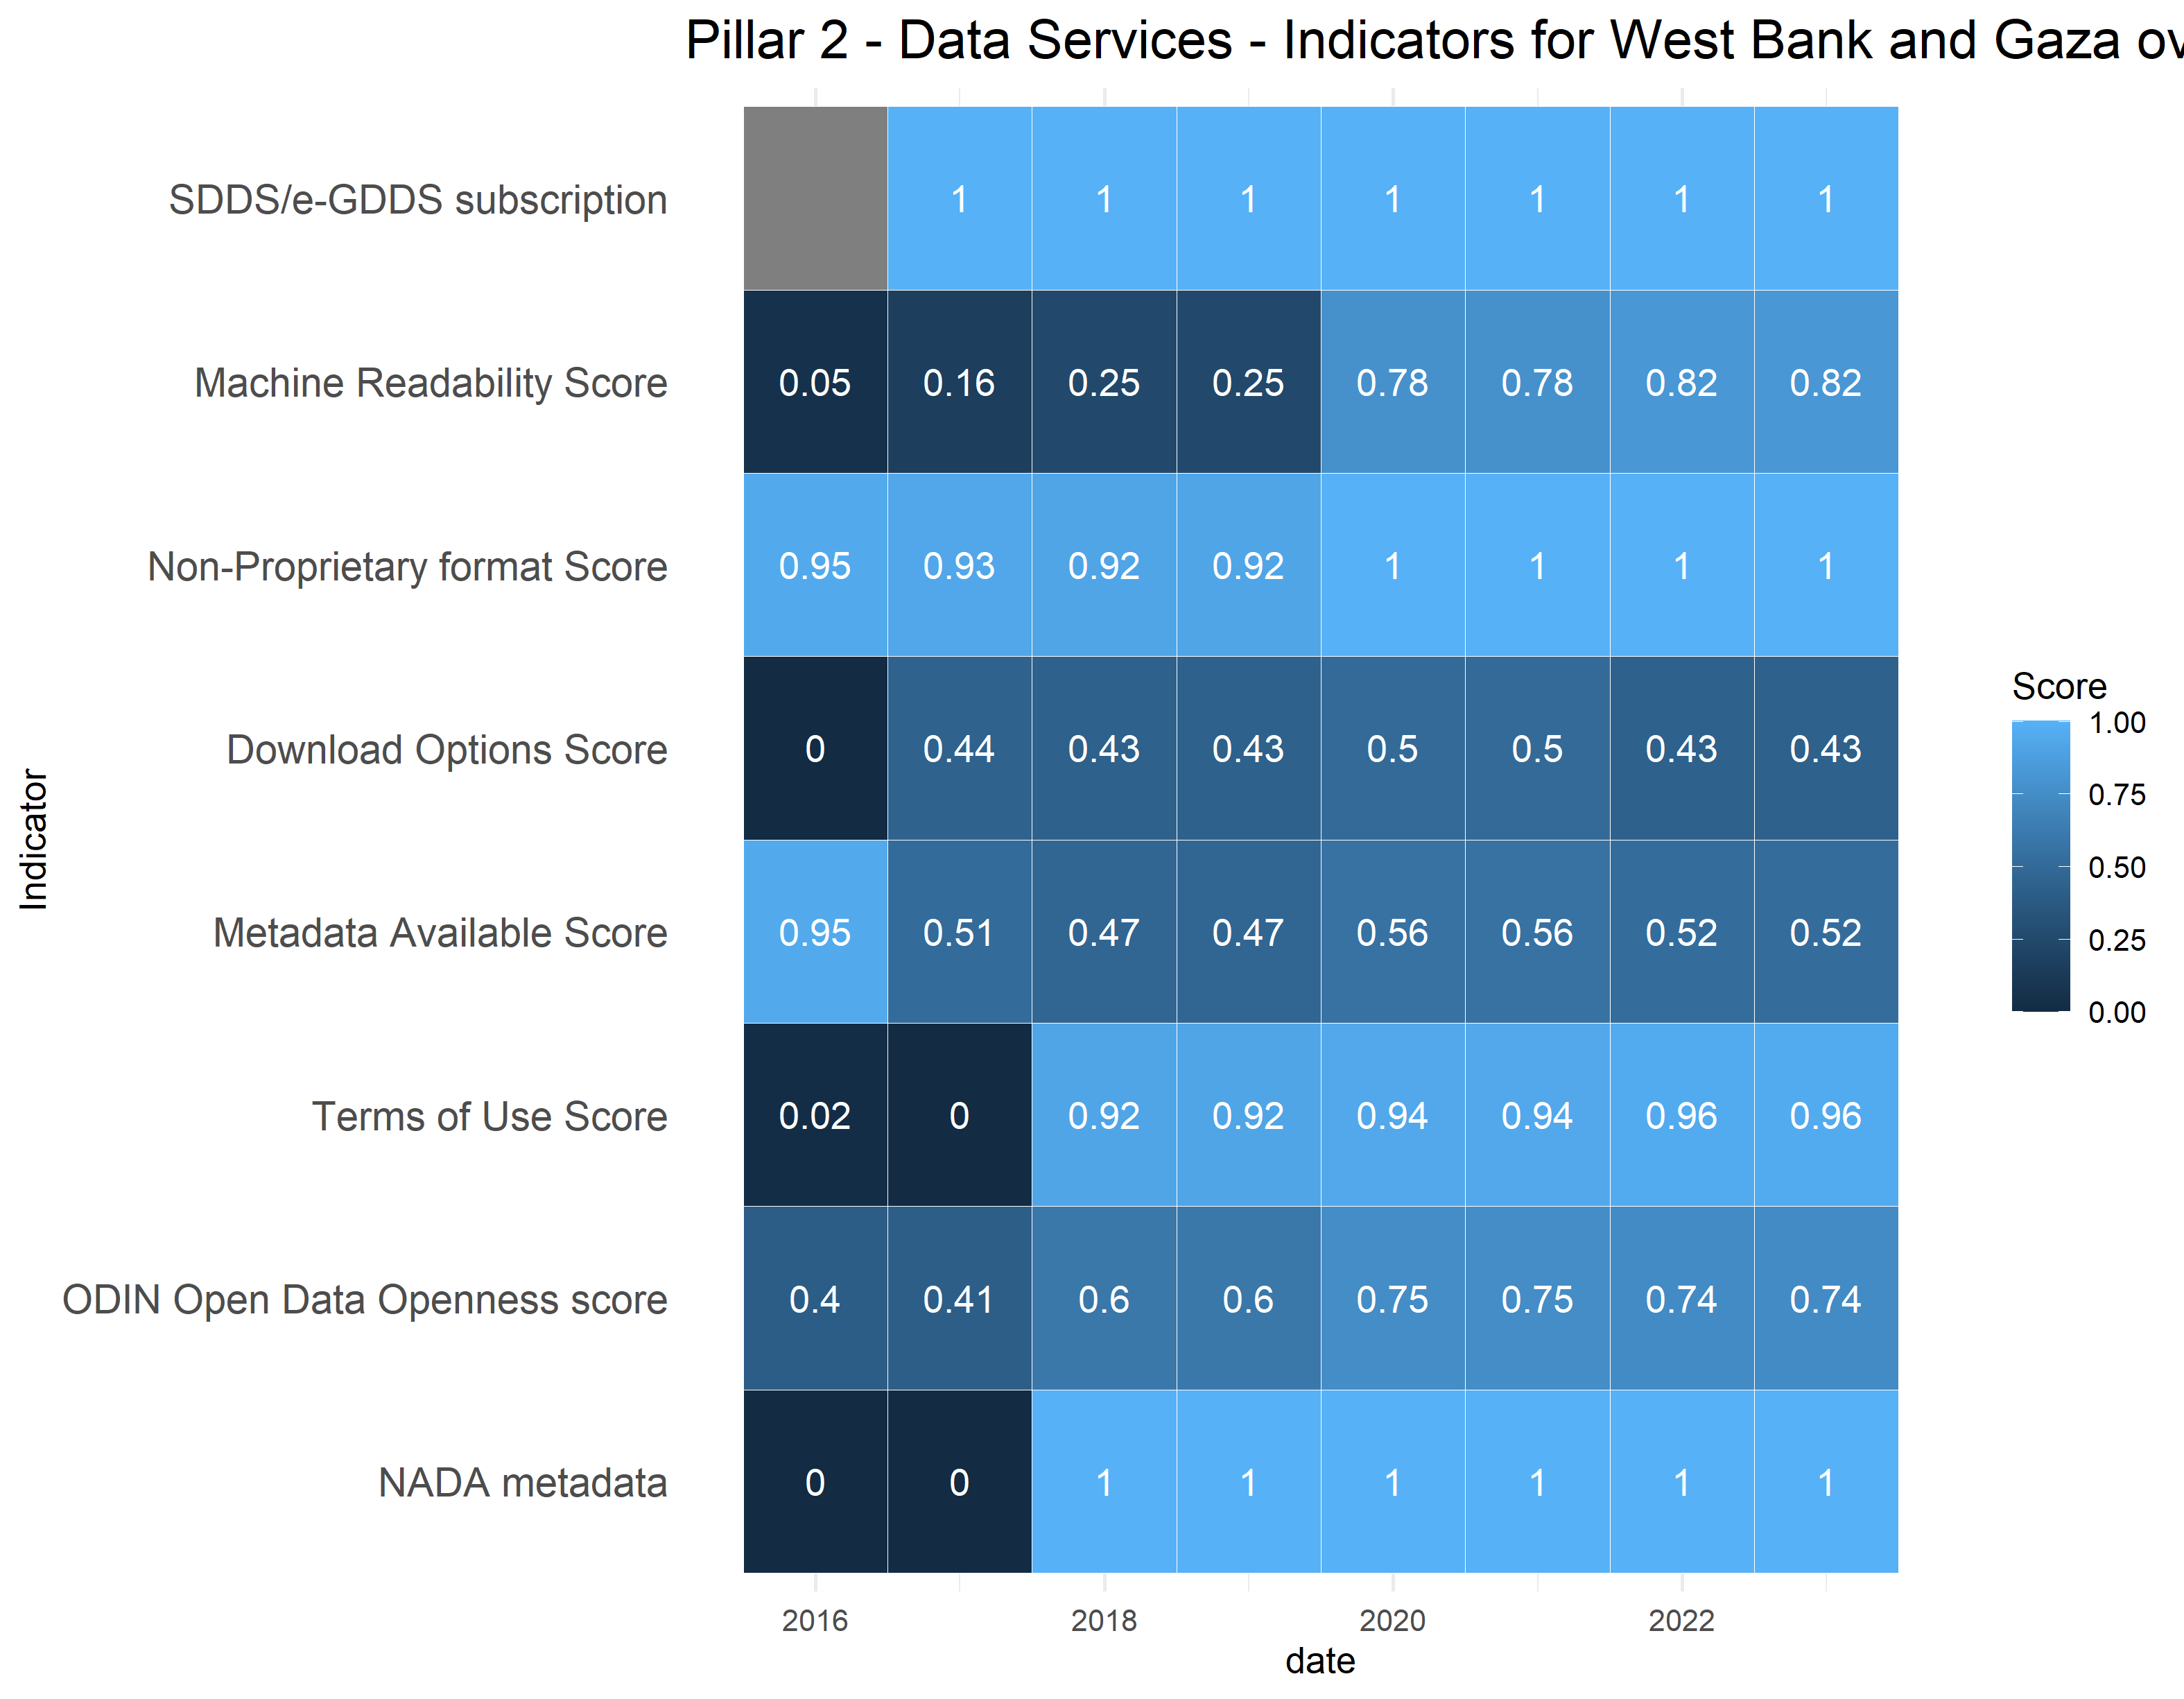 Pillar 2 - Data Services - Indicators for West Bank and Gaza ov
SDDS/e-GDDS subscription 1 1 1 1 1 1 1
Machine Readability Score 0.05 0.16 0.25 0.25 0.78 0.78 0.82 0.82
Non-Proprietary format Score 0.95 0.93 0.92 0.92 1 1 1 1
Download Options Score 0 0.44 0.43 0.43 0.5 0.5 0.43 0.43
Metadata Available Score 0.95 0.51 0.47 0.47 0.56 0.56 0.52 0.52
Terms of Use Score 0.02 0 0.92 0.92 0.94 0.94 0.96 0.96
ODIN Open Data Openness score 0.4 0.41 0.6 0.6 0.75 0.75 0.74 0.74
NADA metadata 0 0 1 1 1 1 1 1
2016 2018 2020 2022
date
Indicator
Score
1.00
0.75
0.50
0.25
0.00